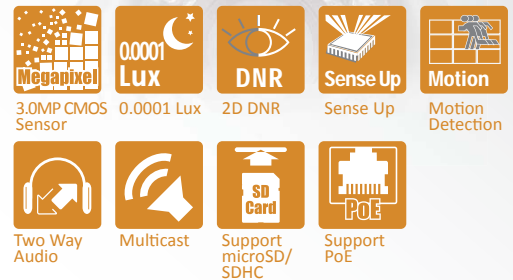 Megapixel
0.0001
Lux
DNR
Sense Up
Motion
3.0MP CMOS
Sensor
0.0001 Lux
2D DNR
Sense Up
Motion
Detection
SD
Card
PoE
Two Way
Audio
Multicast
Support
microSD/
SDHC
Support
PoE